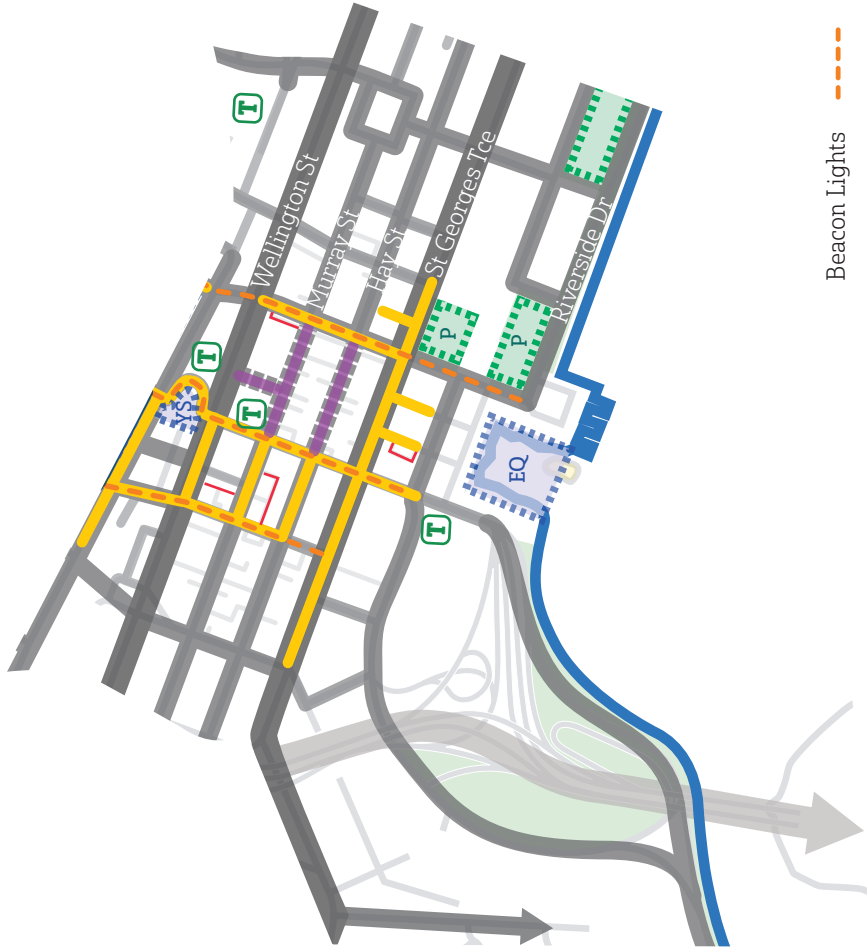 T
Wellington St
Murray St
Hay St
St Georges Tce
Riverside Dr
Beacon Lights
P
P
T
T
YS
EQ
T